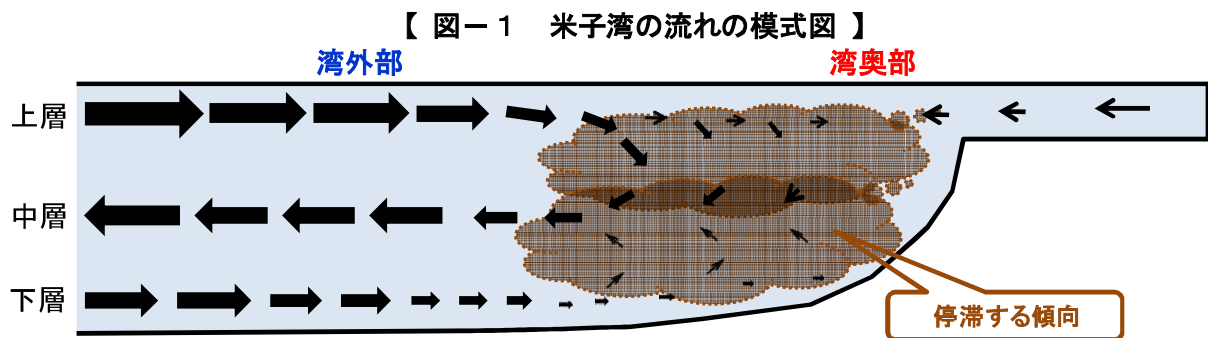 【 図－１　米子湾の流れの模式図 】
湾外部
湾奥部
上層
中層
下層
停滞する傾向